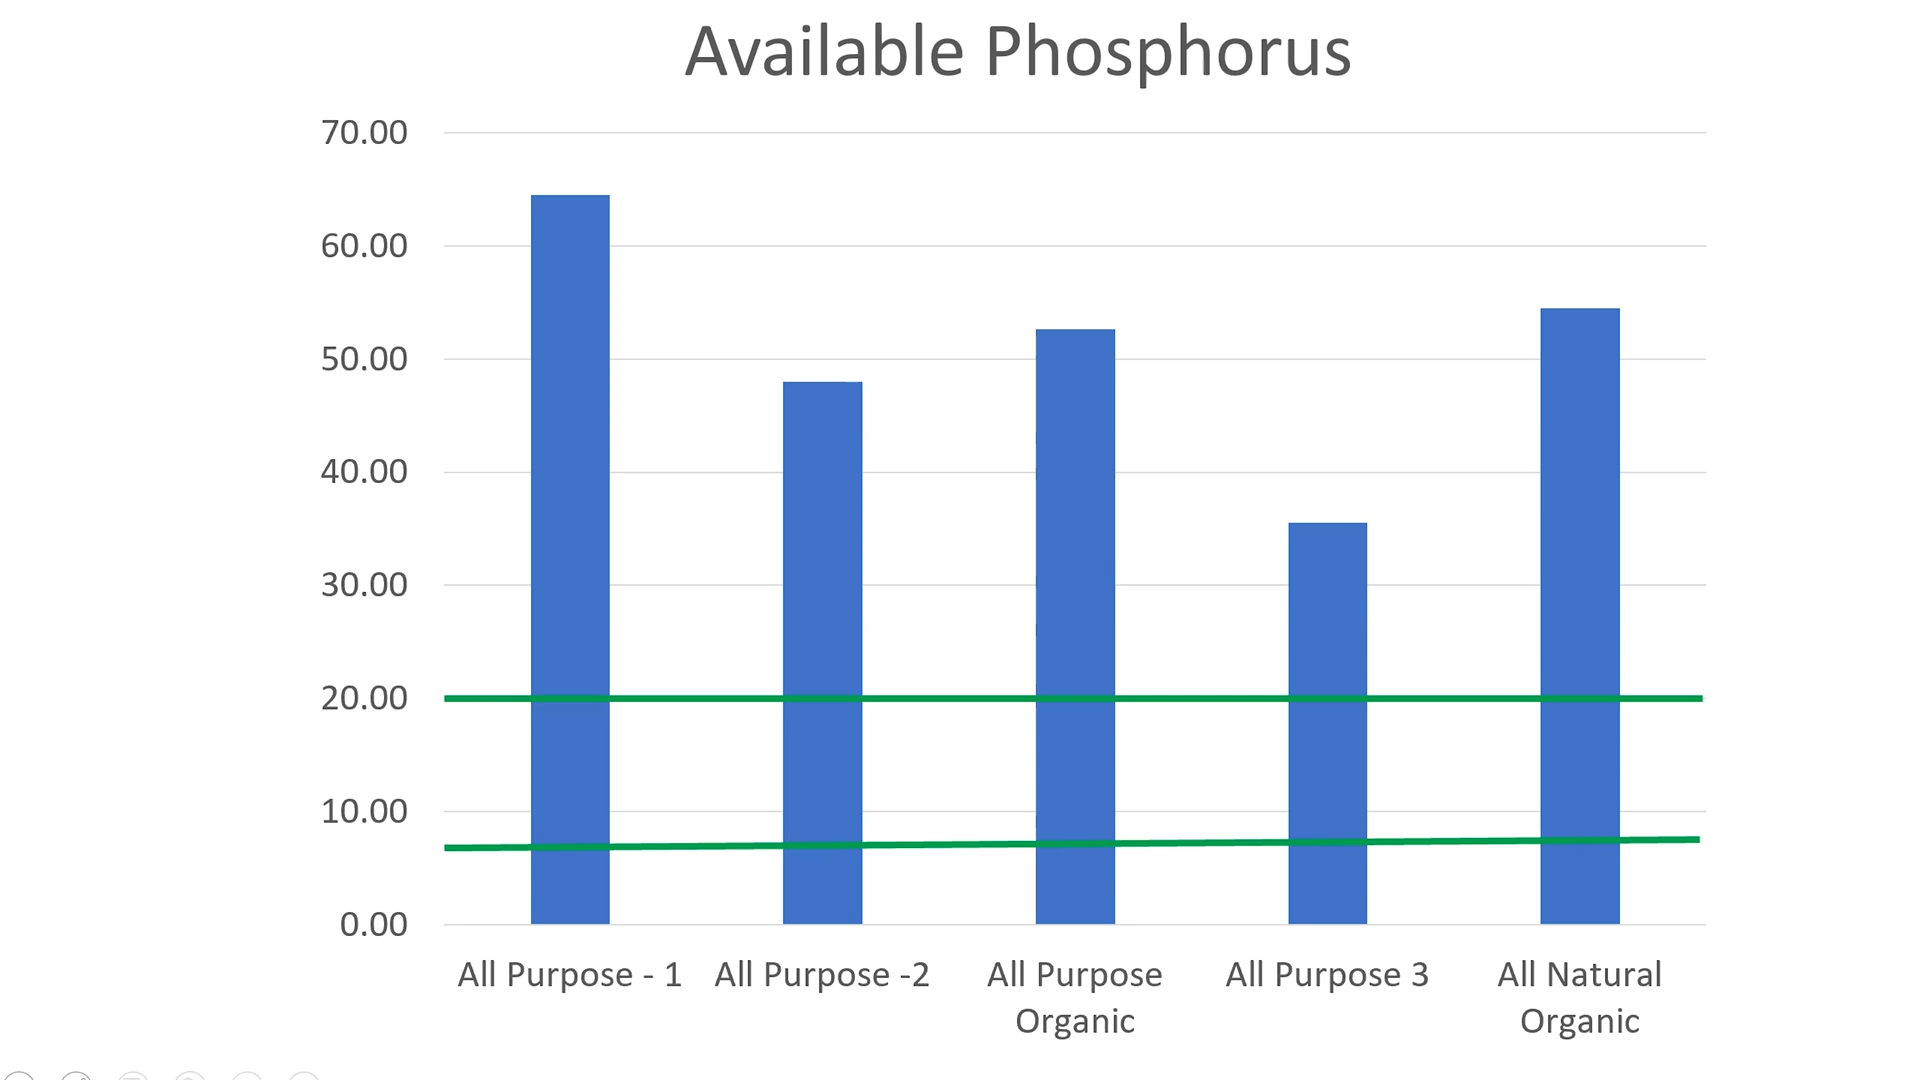 Available Phosphorus
70.00
60.00
50.00
40.00
30.00
20.00
10.00
0.00
All Purpose - 1
All Purpose -2
All Purpose
Organic
All Purpose 3
All Natural
Organic